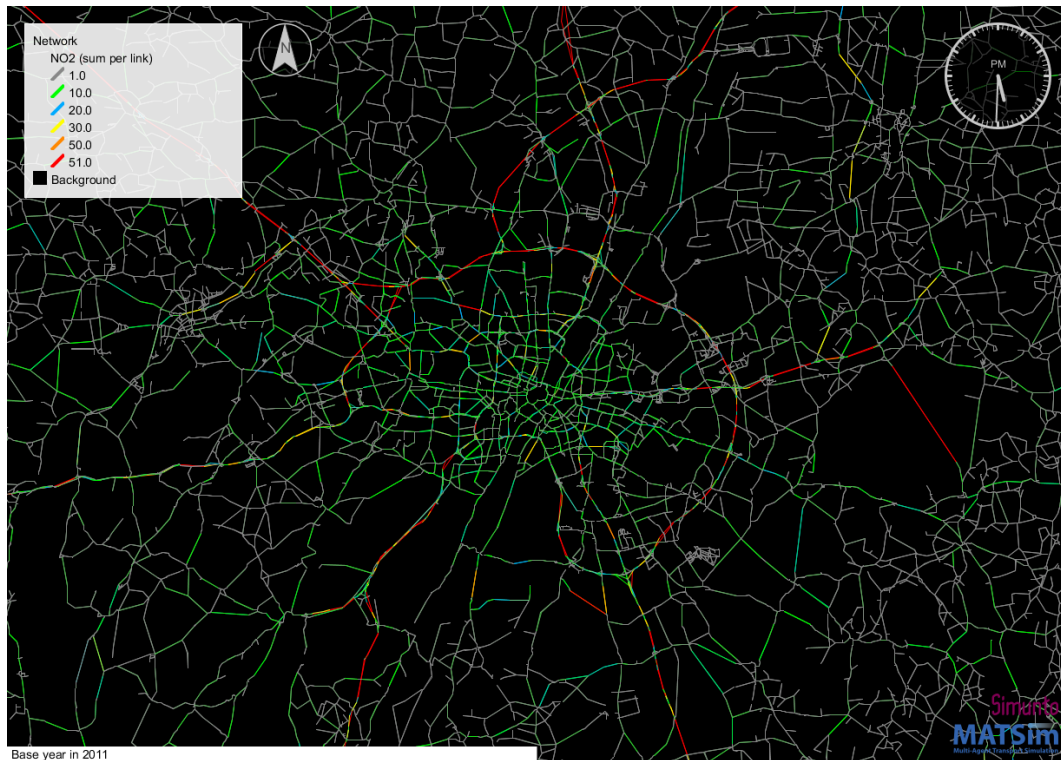 Network
NO2 (sum per link)
1.0
10.0
20.0
30.0
50.0
51.0
Background
N
PM
Simunto
MATSim
Multi-Agent Transport Simulation
Base year in 2011